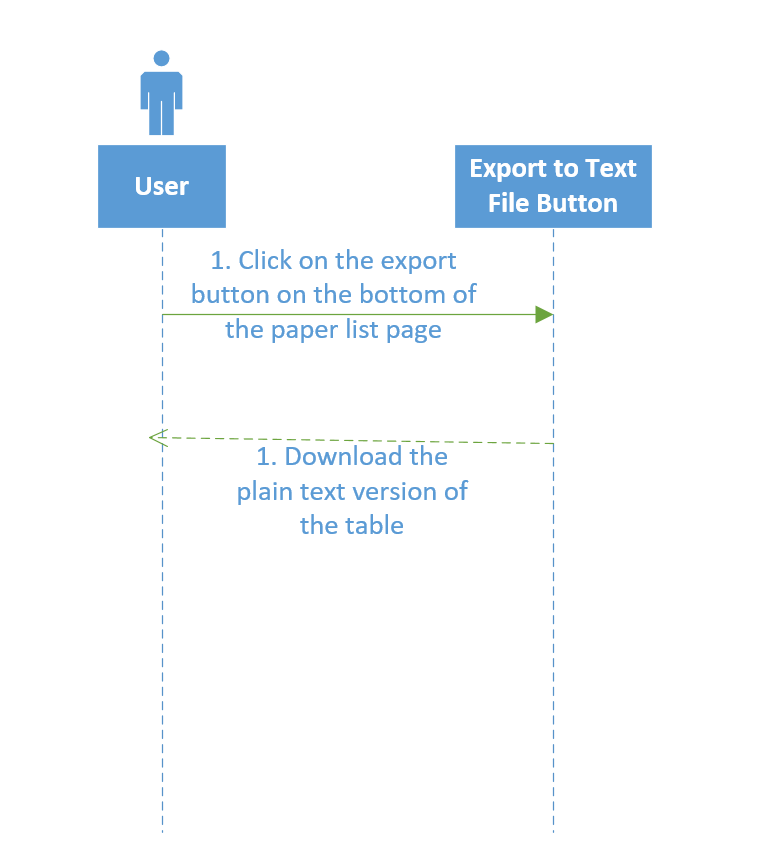 User
Export to Text
File Button
1. Click on the export
button on the bottom of
the paper list page
1. Download the
plain text version of
the table